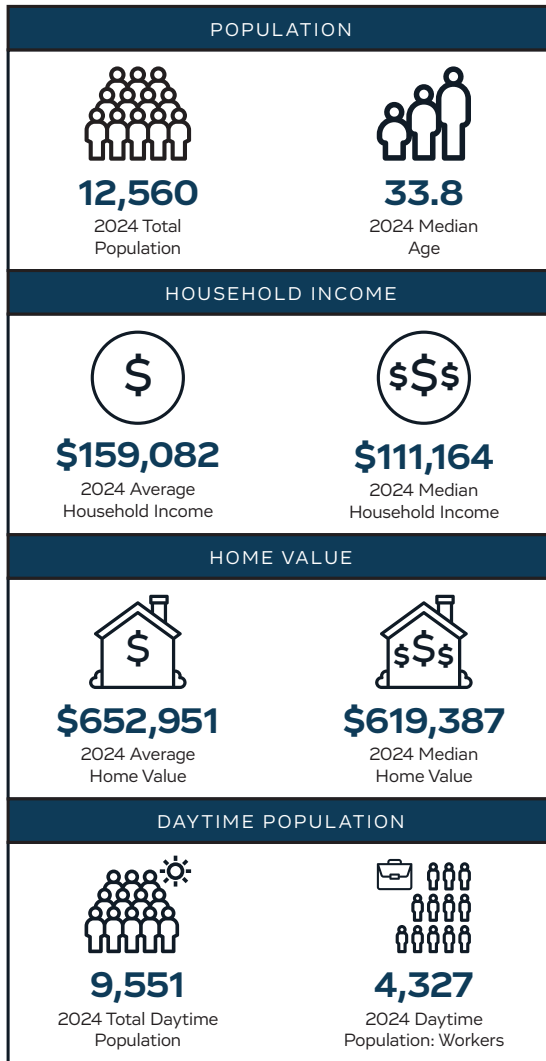 POPULATION
12,560
2024 Total
Population
33.8
2024 Median
Age
HOUSEHOLD INCOME
$
$159,082
2024 Average
Household Income
$$$
$111,164
2024 Median
Household Income
HOME VALUE
$
$652,951
2024 Average
Home Value
$$$
$619,387
2024 Median
Home Value
DAYTIME POPULATION
9,551
2024 Total Daytime
Population
4,327
2024 Daytime
Population: Workers